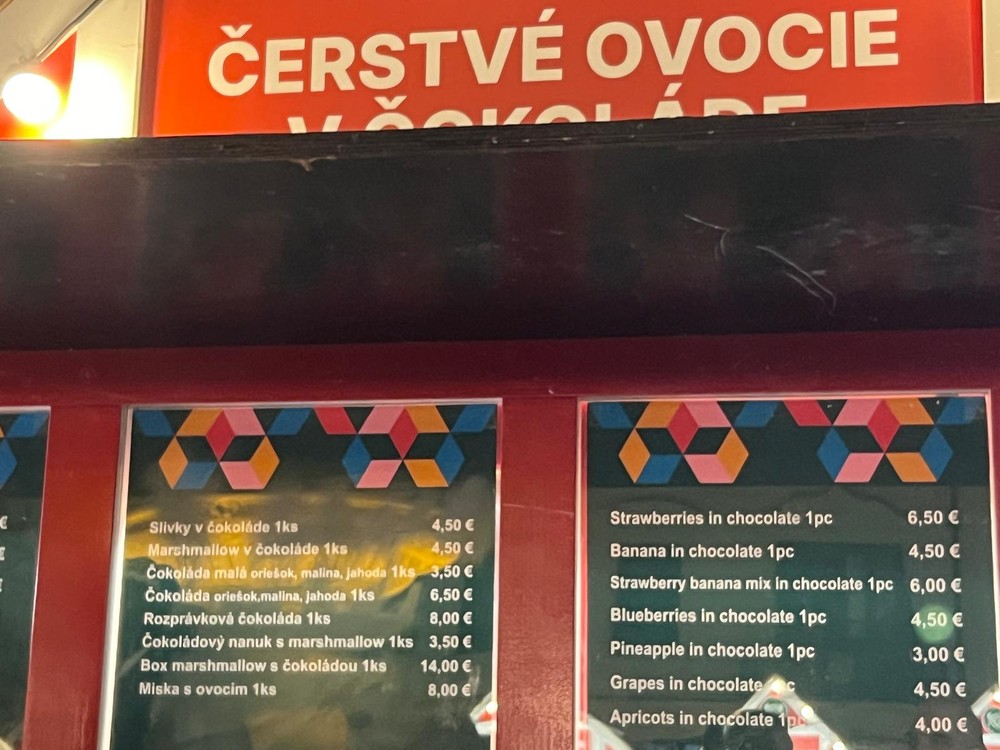 ČERSTVÉ OVOCIE
V ČOKOLÁDE
€
€
€
Slivky v čokoláde 1ks 4,50 €
Marshmallow v čokoláde 1ks 4,50 €
Čokoláda malá oriešok, malina, jahoda 1ks 3,50 €
Čokoláda oriešok,malina, jahoda 1ks 6,50 €
Rozprávková čokoláda 1ks 8,00 €
Čokoládový nanuk s marshmallow 1ks 3,50 €
Box marshmallow s čokoládou 1ks 14,00 €
Miska s ovocím 1ks 8,00 €
Strawberries in chocolate 1pc 6,50 €
Banana in chocolate 1pc 4,50 €
Strawberry banana mix in chocolate 1pc 6,00 €
Blueberries in chocolate 1pc 4,50 €
Pineapple in chocolate 1pc 3,00 €
Grapes in chocolate 4,50 €
Apricots in chocolate 1pc 4,00 €